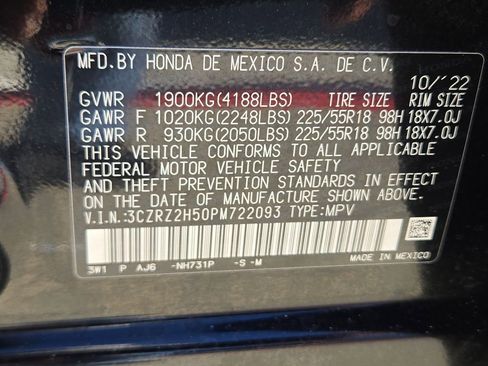 MFD.BY HONDA DE MEXICO S.A. DE C.V.
10/'22
GVWR 1900KG(4188LBS) TIRE SIZE RIM SIZE
GAWR F 1020KG(2248LBS) 225/55R18 98H 18X7.0J
GAWR R 930KG(2050LBS) 225/55R18 98H 18X7.0J
THIS VEHICLE CONFORMS TO ALL APPLICABLE
FEDERAL MOTOR VEHICLE SAFETY
AND THEFT PREVENTION STANDARDS IN EFFECT
ON THE DATE OF MANUFACTURE SHOWN ABOVE.
V.I.N:3CZRZ2H50PM722093 TYPE:MPV
3W1 P AJ6 -NH731P -S -M
MADE IN MEXICO